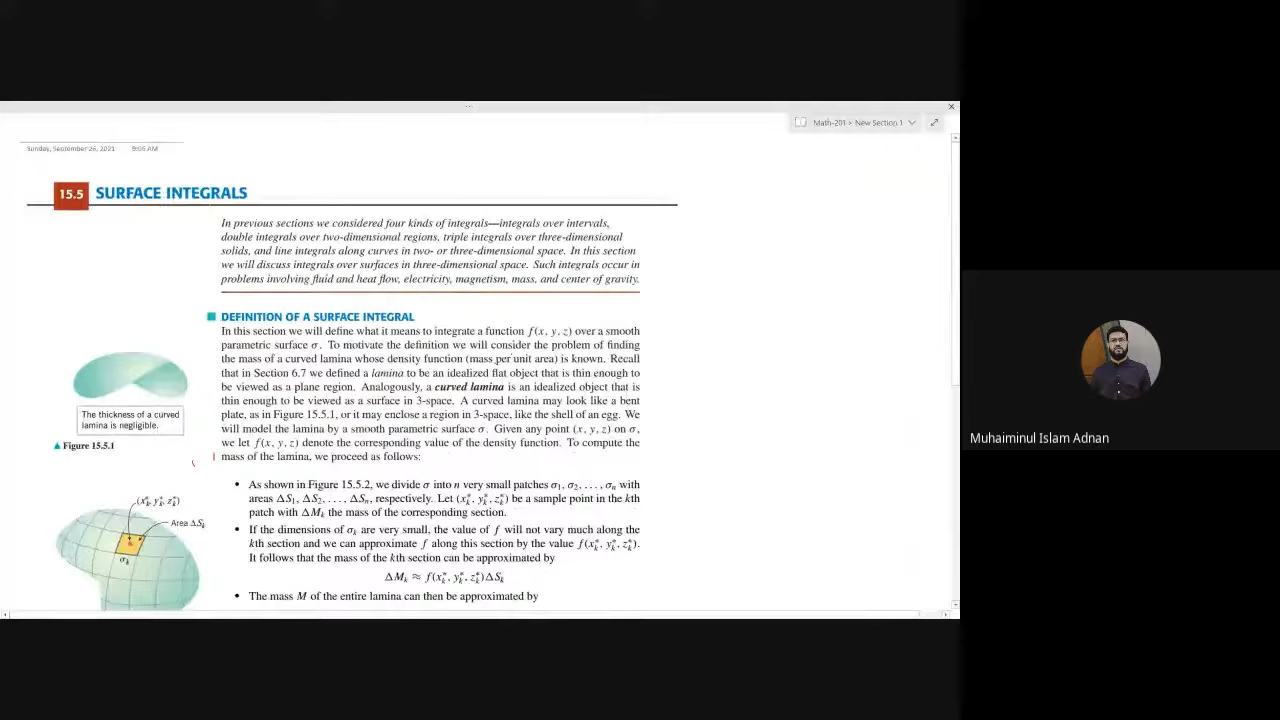 Math-201 > New Section 1
Sunday, September 26, 2021 9:05 AM
15.5 SURFACE INTEGRALS
In previous sections we considered four kinds of integrals—integrals over intervals,
double integrals over two-dimensional regions, triple integrals over three-dimensional
solids, and line integrals along curves in two- or three-dimensional space. In this section
we will discuss integrals over surfaces in three-dimensional space. Such integrals occur in
problems involving fluid and heat flow, electricity, magnetism, mass, and center of gravity.
DEFINITION OF A SURFACE INTEGRAL
In this section we will define what it means to integrate a function f(x, y, z) over a smooth
parametric surface σ. To motivate the definition we will consider the problem of finding
the mass of a curved lamina whose density function (mass per unit area) is known. Recall
that in Section 6.7 we defined a lamina to be an idealized flat object that is thin enough to
be viewed as a plane region. Analogously, a curved lamina is an idealized object that is
thin enough to be viewed as a surface in 3-space. A curved lamina may look like a bent
plate, as in Figure 15.5.1, or it may enclose a region in 3-space, like the shell of an egg. We
will model the lamina by a smooth parametric surface σ. Given any point (x, y, z) on σ,
we let f(x, y, z) denote the corresponding value of the density function. To compute the
mass of the lamina, we proceed as follows:
The thickness of a curved
lamina is negligible.
▲ Figure 15.5.1
• As shown in Figure 15.5.2, we divide σ into n very small patches σ₁, σ₂, . . . , σₙ with
areas ΔS₁, ΔS₂, . . . , ΔSₙ, respectively. Let (x*ₖ, y*ₖ, z*ₖ) be a sample point in the kth
patch with ΔMₖ the mass of the corresponding section.
• If the dimensions of σₖ are very small, the value of f will not vary much along the
kth section and we can approximate f along this section by the value f(x*ₖ, y*ₖ, z*ₖ).
It follows that the mass of the kth section can be approximated by
ΔMₖ ≈ f(x*ₖ, y*ₖ, z*ₖ)ΔSₖ
• The mass M of the entire lamina can then be approximated by
(x*ₖ, y*ₖ, z*ₖ)
Area ΔSₖ
σₖ
Muhaiminul Islam Adnan